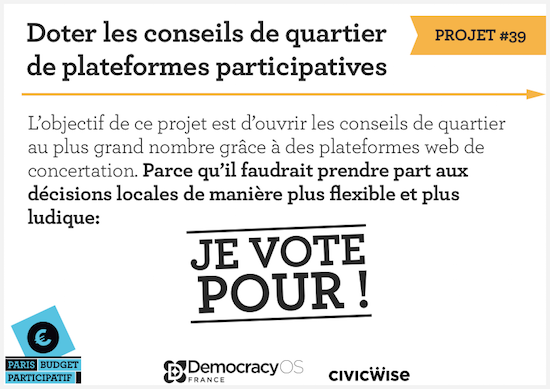 Doter les conseils de quartier
de plateformes participatives
PROJET #39
L'objectif de ce projet est d'ouvrir les conseils de quartier
au plus grand nombre grâce à des plateformes web de
concertation. Parce qu'il faudrait prendre part aux
décisions locales de manière plus flexible et plus
ludique:
JE VOTE
POUR !
€
PARIS BUDGET
PARTICIPATIF
DemocracyOS
FRANCE
CIVICWISE